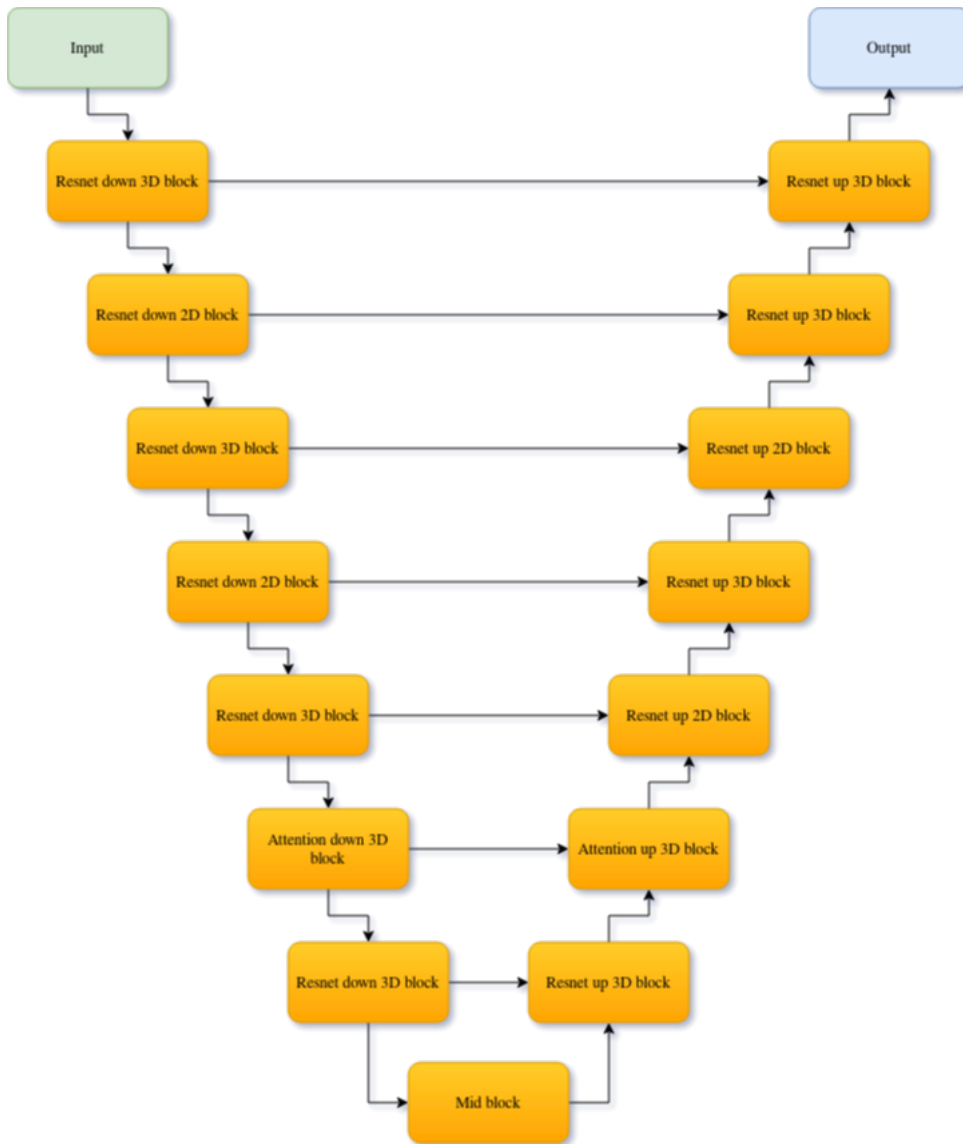 Input
Output
Resnet down 3D block
Resnet up 3D block
Resnet down 2D block
Resnet up 3D block
Resnet down 3D block
Resnet up 2D block
Resnet down 2D block
Resnet up 3D block
Resnet down 3D block
Resnet up 2D block
Attention down 3D
block
Attention up 3D block
Resnet down 3D block
Resnet up 3D block
Mid block